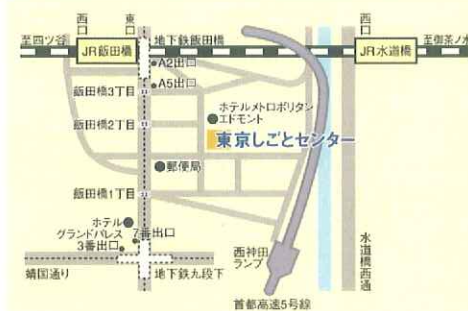 西口
東口
西口
至四ツ谷
JR飯田橋
地下鉄飯田橋
JR水道橋
至御茶ノ水
A2出口
A5出口
飯田橋3丁目
ホテルメトロポリタン
エドモント
飯田橋2丁目
東京しごとセンター
郵便局
飯田橋1丁目
ホテル
グランドパレス
7番出口
3番出口
西神田
ランプ
水道橋西通
靖国通り
地下鉄九段下
首都高速5号線